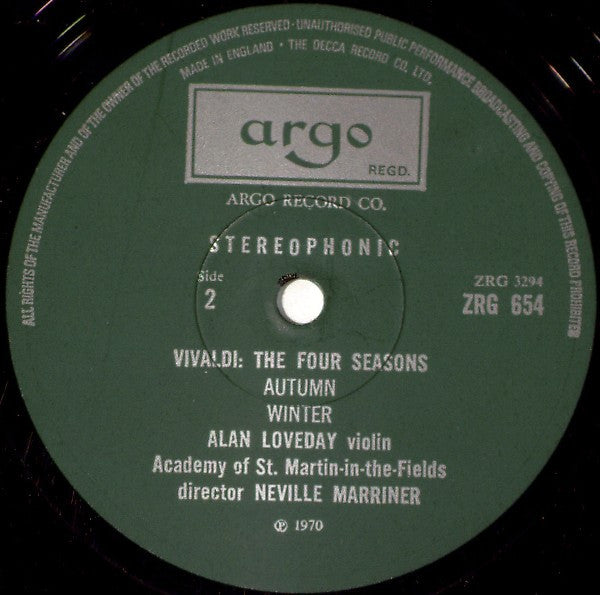 ALL RIGHTS OF THE MANUFACTURER AND OF THE OWNER OF THE RECORDED WORK RESERVED · UNAUTHORISED PUBLIC PERFORMANCE BROADCASTING AND COPYING OF THIS RECORD PROHIBITED
MADE IN ENGLAND • THE DECCA RECORD CO. LTD.
argo
REGD.
ARGO RECORD CO.
STEREOPHONIC
Side
2
ZRG 3294
ZRG 654
VIVALDI: THE FOUR SEASONS
AUTUMN
WINTER
ALAN LOVEDAY violin
Academy of St. Martin-in-the-Fields
director NEVILLE MARRINER
℗ 1970